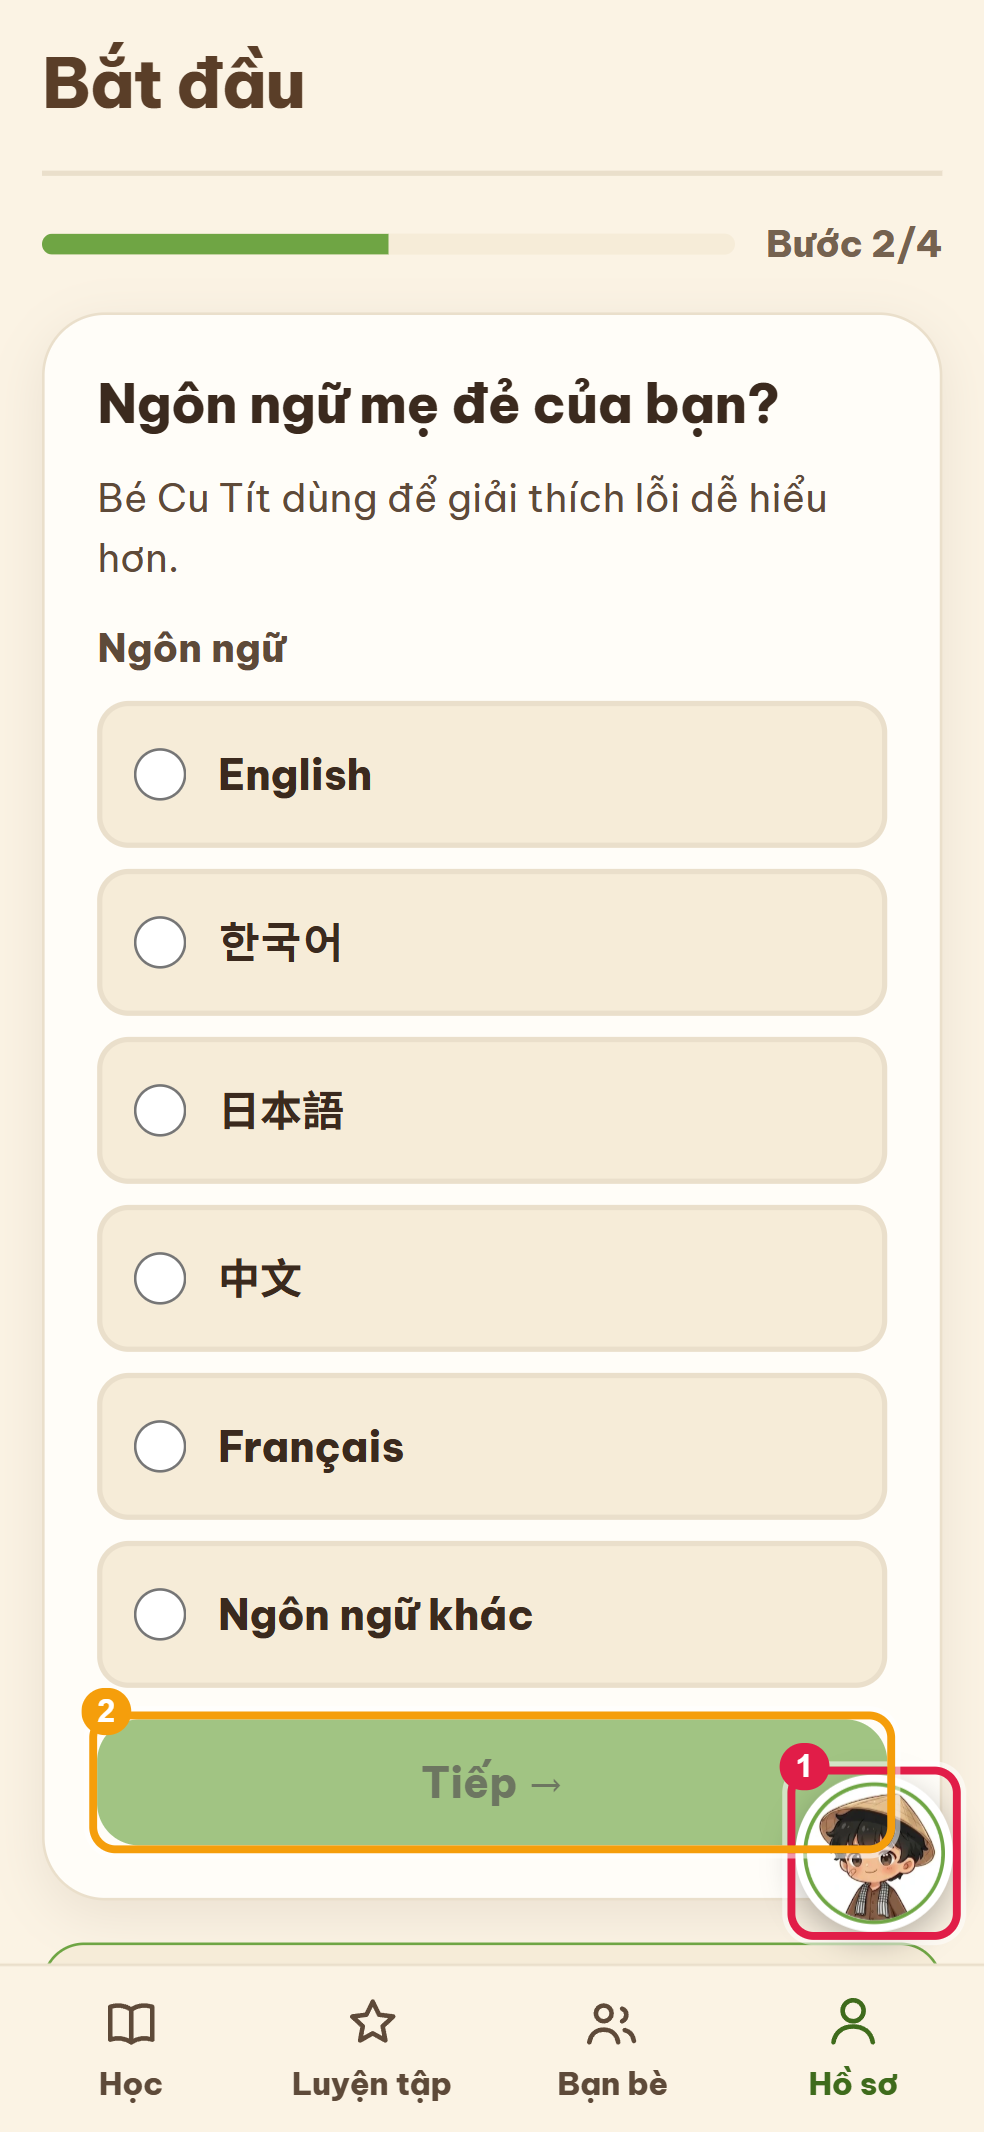 Bắt đầu
Bước 2/4
Ngôn ngữ mẹ đẻ của bạn?
Bé Cu Tít dùng để giải thích lỗi dễ hiểu
hơn.
Ngôn ngữ
English
한국어
日本語
中文
Français
Ngôn ngữ khác
2
Tiếp →
1
Học
Luyện tập
Bạn bè
Hồ sơ